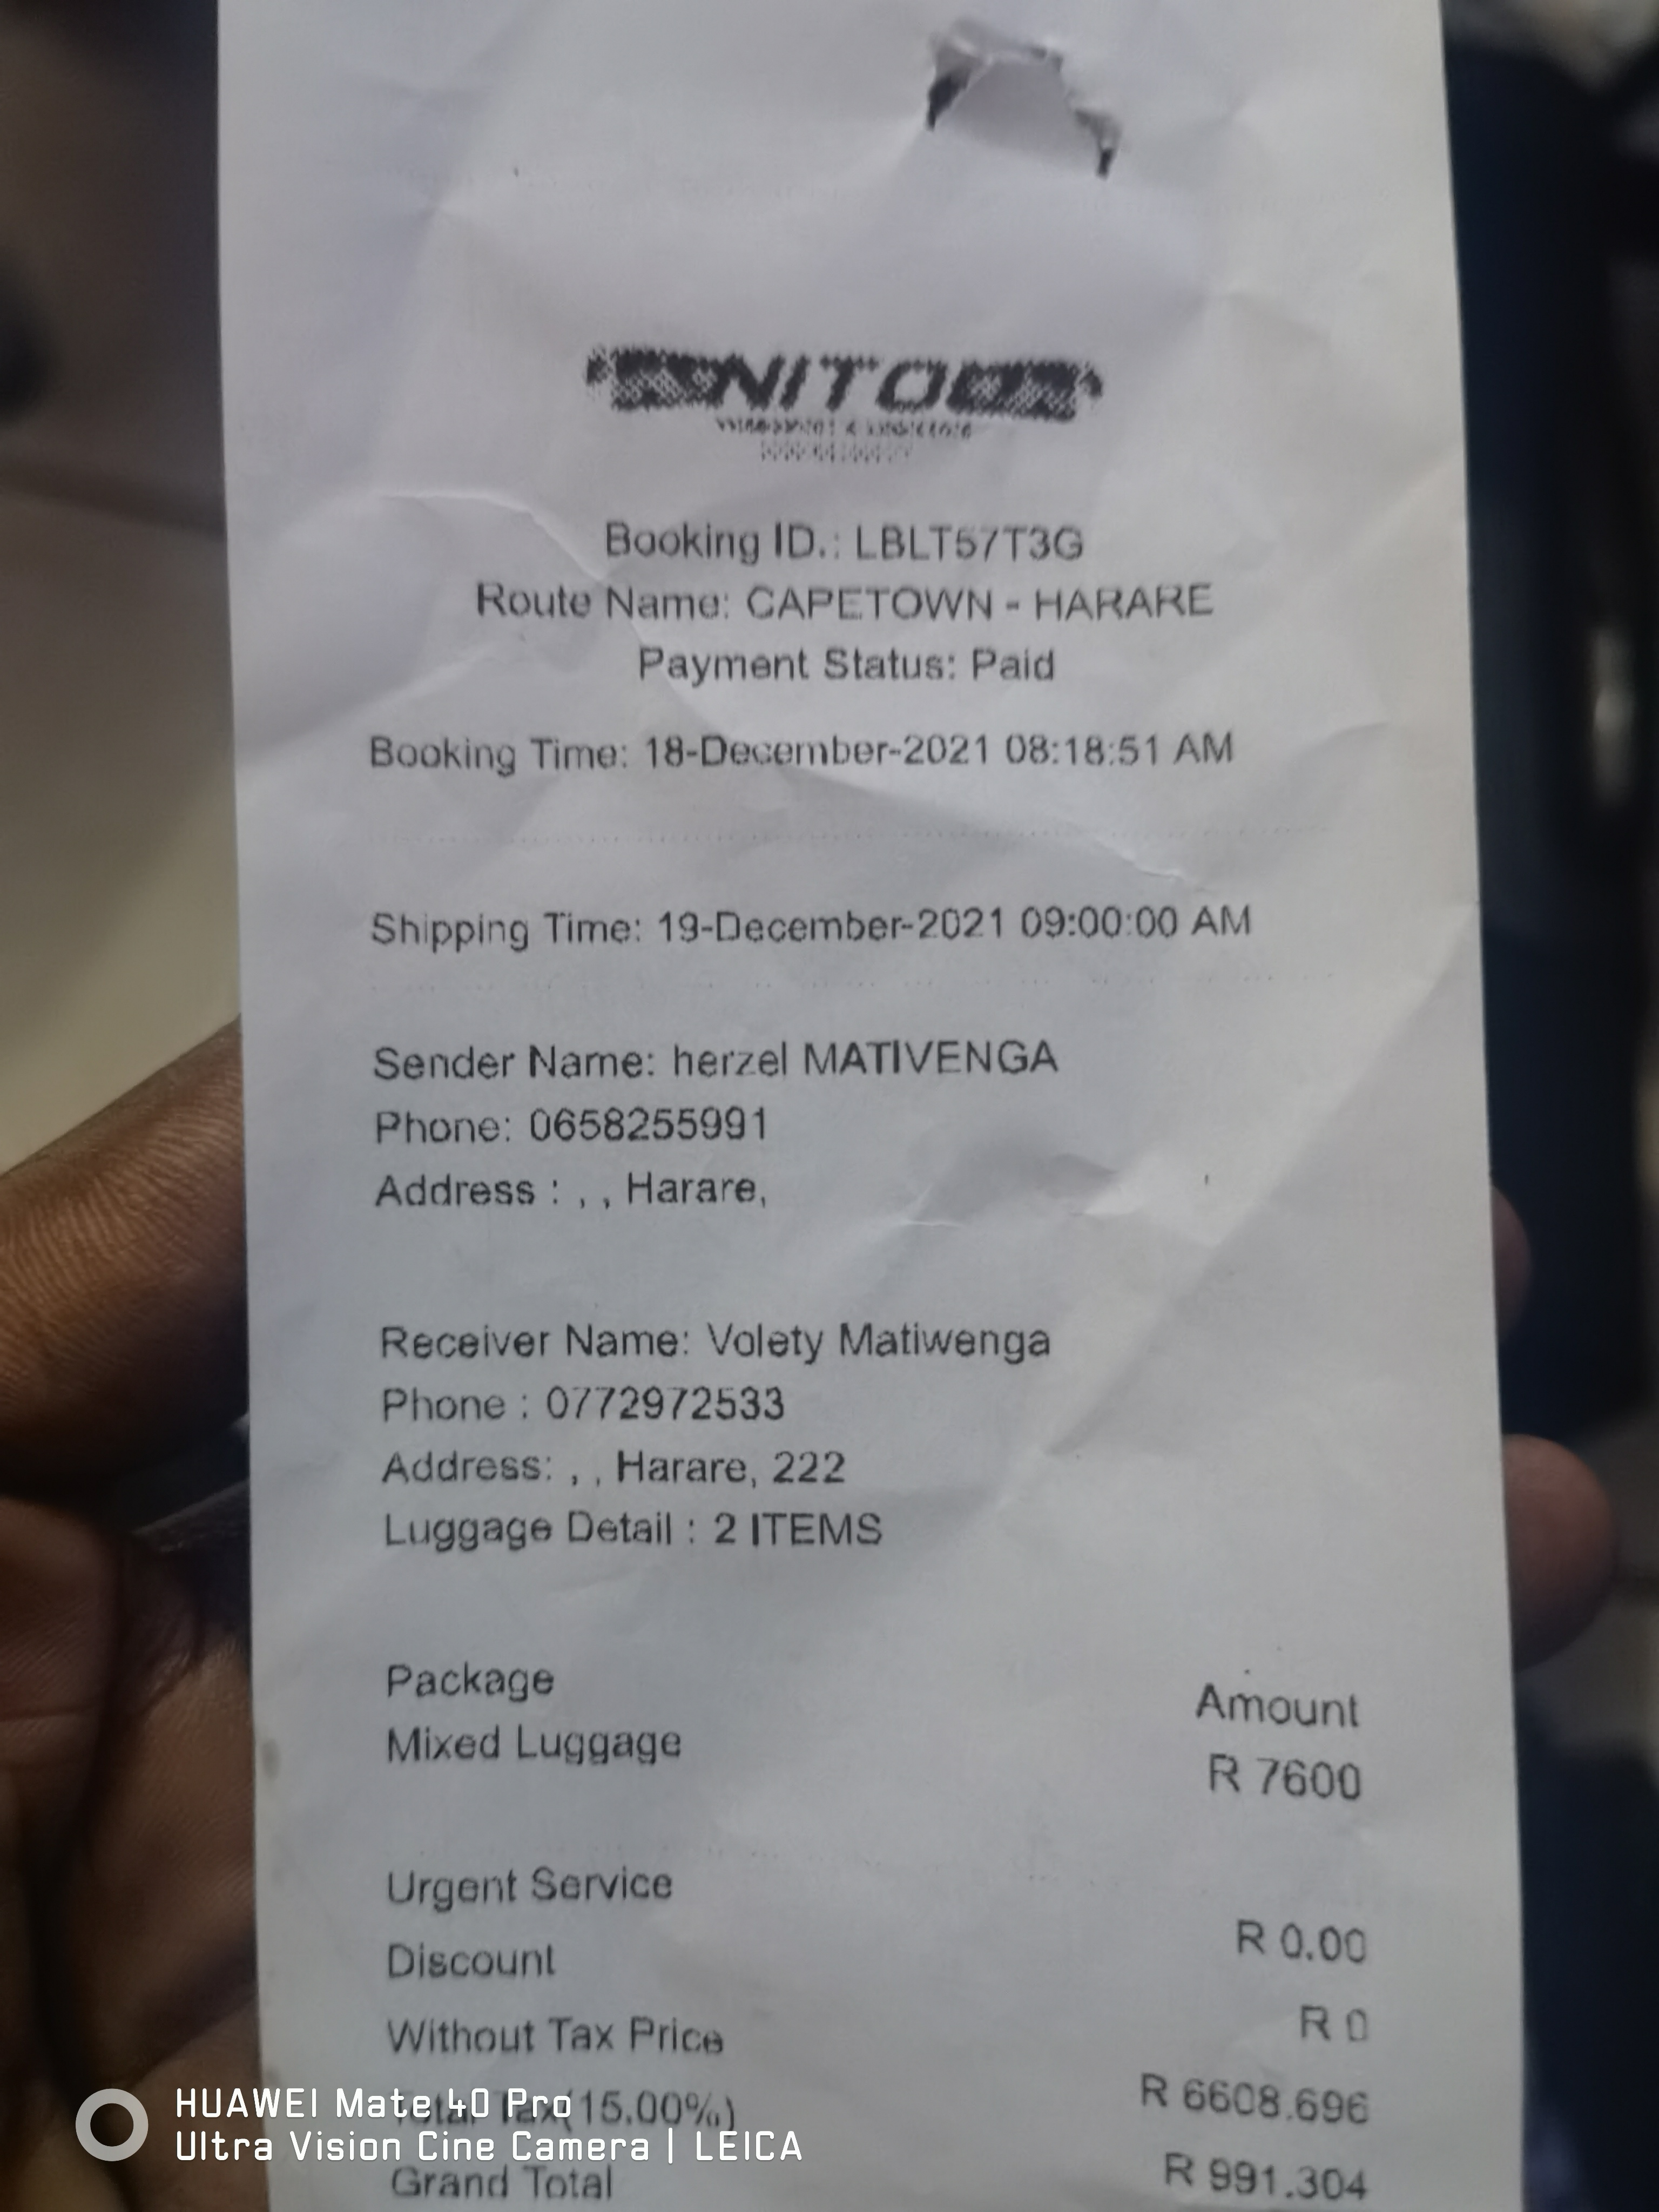 NITO
Booking ID.: LBLT57T3G
Route Name: CAPETOWN - HARARE
Payment Status: Paid
Booking Time: 18-December-2021 08:18:51 AM
Shipping Time: 19-December-2021 09:00:00 AM
Sender Name: herzel MATIVENGA
Phone: 0658255991
Address : , , Harare,
Receiver Name: Volety Matiwenga
Phone : 0772972533
Address: , , Harare, 222
Luggage Detail : 2 ITEMS
Package Amount
Mixed Luggage R 7600
Urgent Service R 0.00
Discount R 0
Without Tax Price R 6608.696
Total Tax(15.00%) R 991.304
Grand Total
HUAWEI Mate 40 Pro
Ultra Vision Cine Camera | LEICA